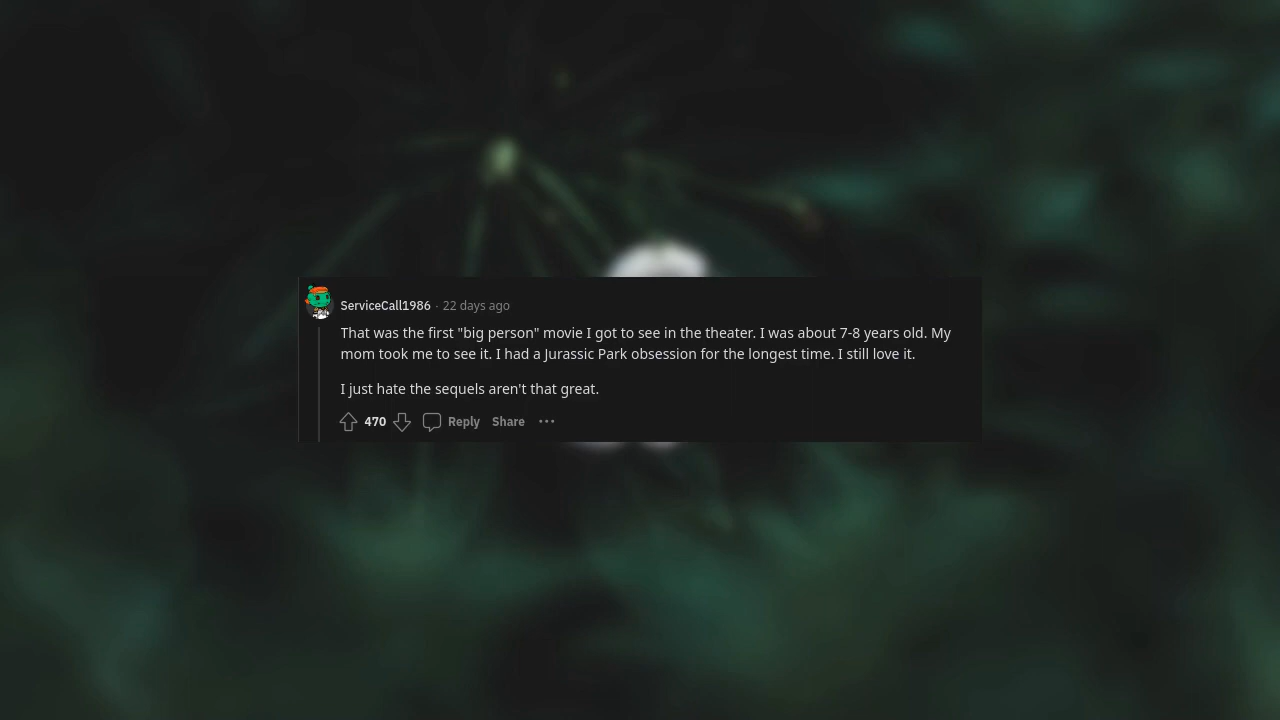 ServiceCall1986 · 22 days ago
That was the first "big person" movie I got to see in the theater. I was about 7-8 years old. My
mom took me to see it. I had a Jurassic Park obsession for the longest time. I still love it.
I just hate the sequels aren't that great.
470 Reply Share ···